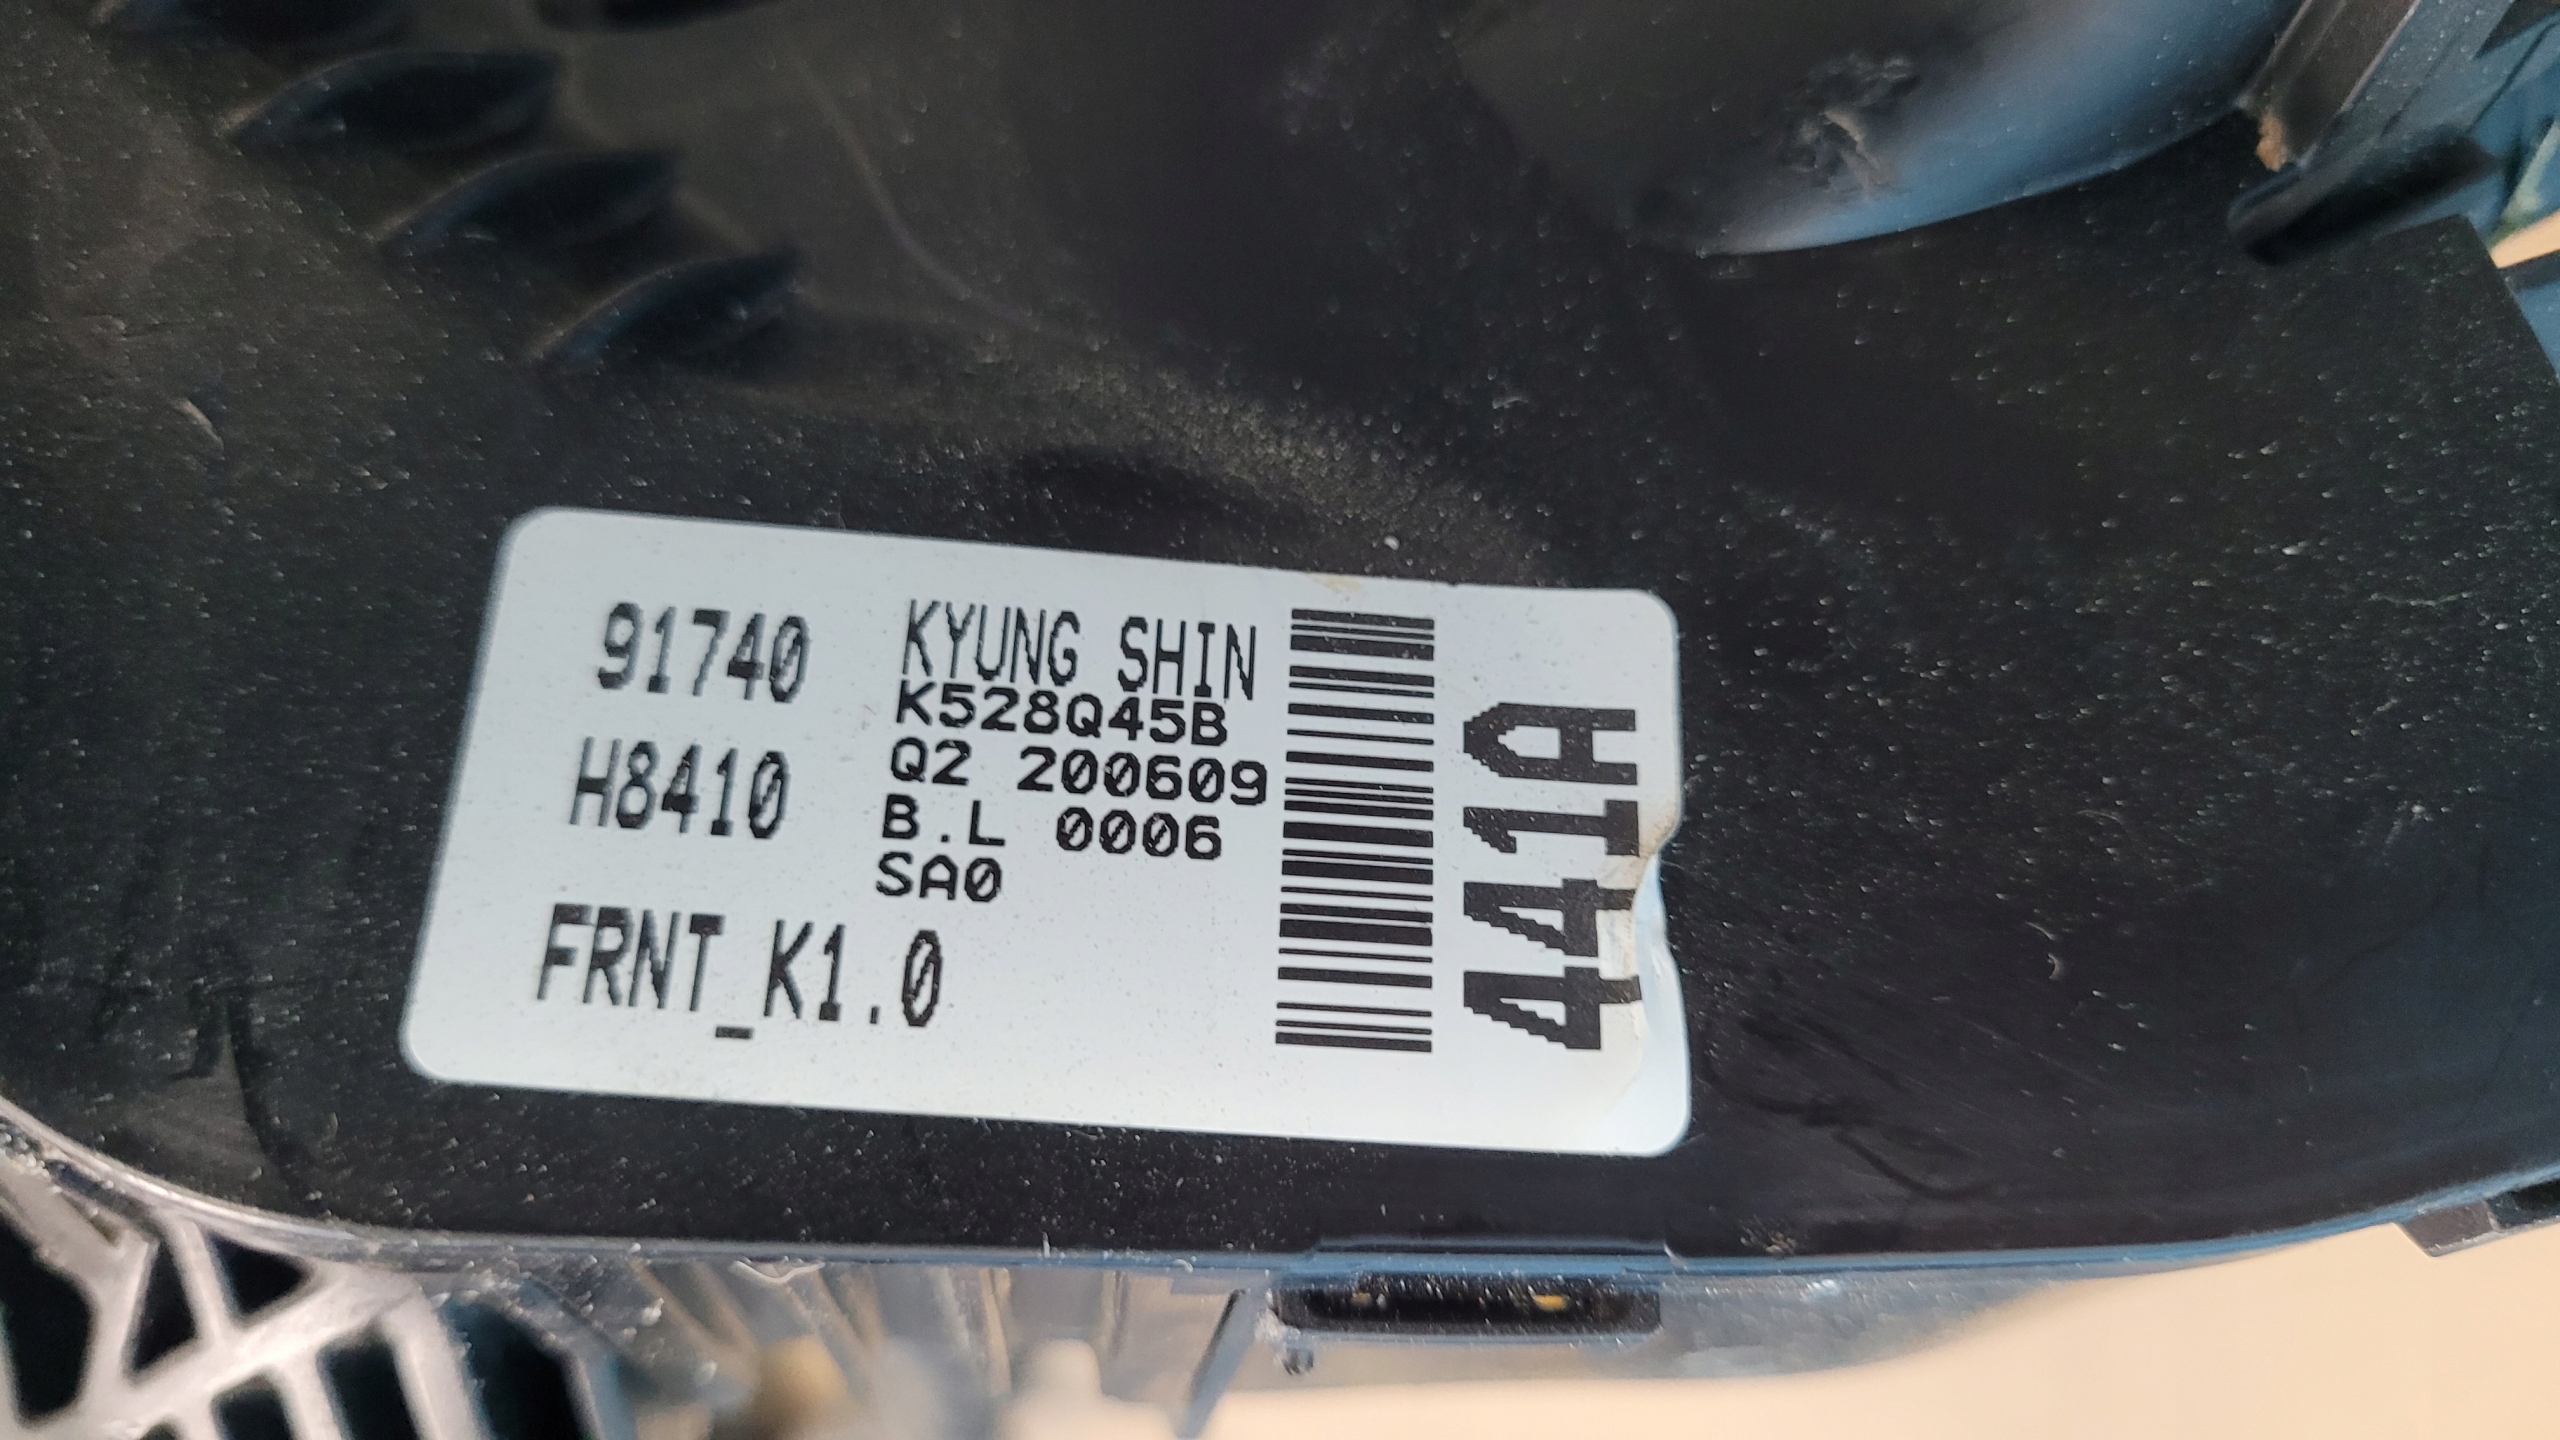 91740
H8410
FRNT_K1.0
KYUNG SHIN
K528Q45B
Q2 200609
B.L 0006
SA0
441A